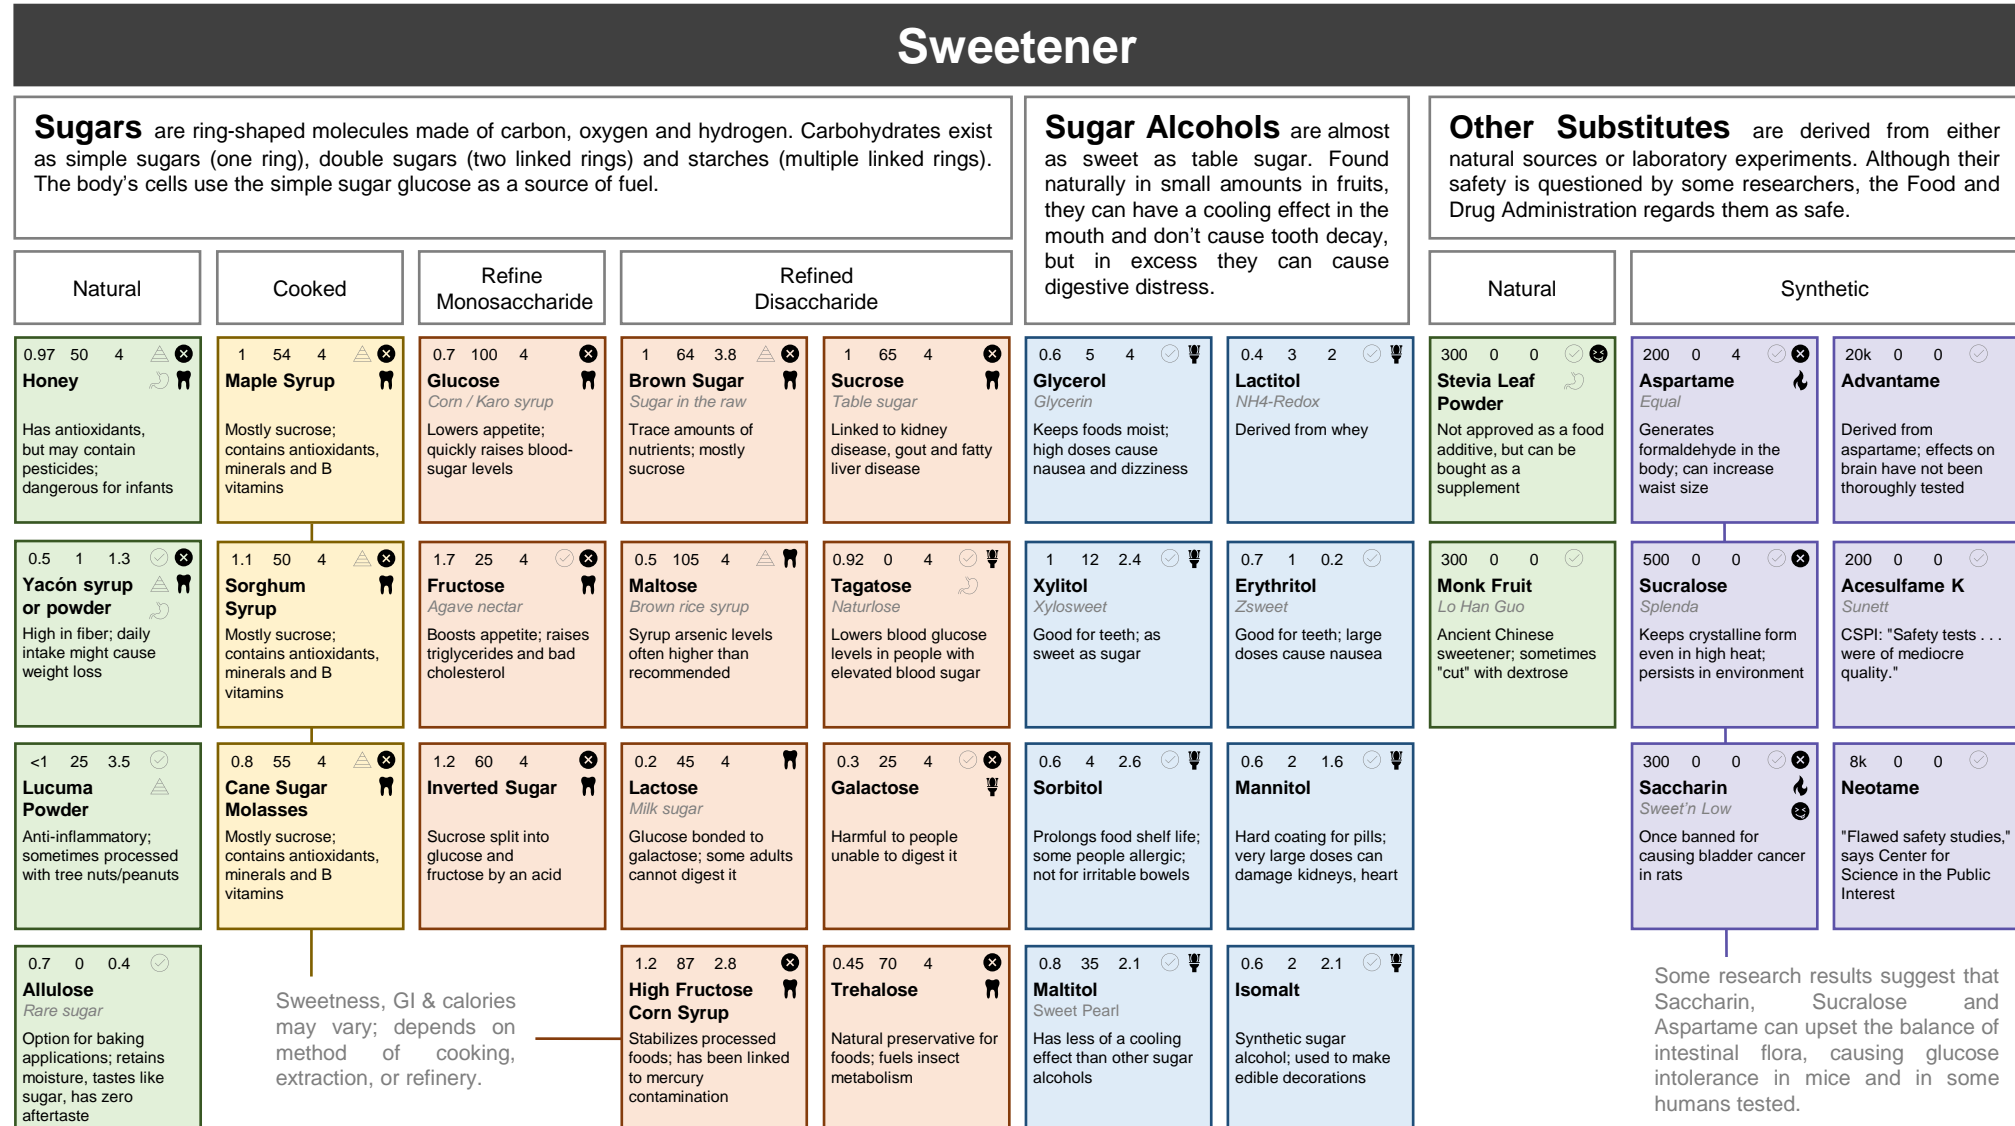 Sweetener
Sugars are ring-shaped molecules made of carbon, oxygen and hydrogen. Carbohydrates exist
as simple sugars (one ring), double sugars (two linked rings) and starches (multiple linked rings).
The body's cells use the simple sugar glucose as a source of fuel.
Sugar Alcohols are almost
as sweet as table sugar. Found
naturally in small amounts in fruits,
they can have a cooling effect in the
mouth and don't cause tooth decay,
but in excess they can cause
digestive distress.
Other Substitutes are derived from either
natural sources or laboratory experiments. Although their
safety is questioned by some researchers, the Food and
Drug Administration regards them as safe.
Natural
Cooked
Refine
Monosaccharide
Refined
Disaccharide
Natural
Synthetic
0.97 50 4
Honey
Has antioxidants,
but may contain
pesticides;
dangerous for infants
1 54 4
Maple Syrup
Mostly sucrose;
contains antioxidants,
minerals and B
vitamins
0.7 100 4
Glucose
Corn / Karo syrup
Lowers appetite;
quickly raises blood-
sugar levels
1 64 3.8
Brown Sugar
Sugar in the raw
Trace amounts of
nutrients; mostly
sucrose
1 65 4
Sucrose
Table sugar
Linked to kidney
disease, gout and fatty
liver disease
0.6 5 4
Glycerol
Glycerin
Keeps foods moist;
high doses cause
nausea and dizziness
0.4 3 2
Lactitol
NH4-Redox
Derived from whey
300 0 0
Stevia Leaf
Powder
Not approved as a food
additive, but can be
bought as a
supplement
200 0 4
Aspartame
Equal
Generates
formaldehyde in the
body; can increase
waist size
20k 0 0
Advantame
Derived from
aspartame; effects on
brain have not been
thoroughly tested
0.5 1 1.3
Yacón syrup
or powder
High in fiber; daily
intake might cause
weight loss
1.1 50 4
Sorghum
Syrup
Mostly sucrose;
contains antioxidants,
minerals and B
vitamins
1.7 25 4
Fructose
Agave nectar
Boosts appetite; raises
triglycerides and bad
cholesterol
0.5 105 4
Maltose
Brown rice syrup
Syrup arsenic levels
often higher than
recommended
0.92 0 4
Tagatose
Naturlose
Lowers blood glucose
levels in people with
elevated blood sugar
1 12 2.4
Xylitol
Xylosweet
Good for teeth; as
sweet as sugar
0.7 1 0.2
Erythritol
Zsweet
Good for teeth; large
doses cause nausea
300 0 0
Monk Fruit
Lo Han Guo
Ancient Chinese
sweetener; sometimes
"cut" with dextrose
500 0 0
Sucralose
Splenda
Keeps crystalline form
even in high heat;
persists in environment
200 0 0
Acesulfame K
Sunett
CSPI: "Safety tests . . .
were of mediocre
quality."
<1 25 3.5
Lucuma
Powder
Anti-inflammatory;
sometimes processed
with tree nuts/peanuts
0.8 55 4
Cane Sugar
Molasses
Mostly sucrose;
contains antioxidants,
minerals and B
vitamins
1.2 60 4
Inverted Sugar
Sucrose split into
glucose and
fructose by an acid
0.2 45 4
Lactose
Milk sugar
Glucose bonded to
galactose; some adults
cannot digest it
0.3 25 4
Galactose
Harmful to people
unable to digest it
0.6 4 2.6
Sorbitol
Prolongs food shelf life;
some people allergic;
not for irritable bowels
0.6 2 1.6
Mannitol
Hard coating for pills;
very large doses can
damage kidneys, heart
300 0 0
Saccharin
Sweet'n Low
Once banned for
causing bladder cancer
in rats
8k 0 0
Neotame
"Flawed safety studies,"
says Center for
Science in the Public
Interest
0.7 0 0.4
Allulose
Rare sugar
Option for baking
applications; retains
moisture, tastes like
sugar, has zero
aftertaste
Sweetness, GI & calories
may vary; depends on
method of cooking,
extraction, or refinery.
1.2 87 2.8
High Fructose
Corn Syrup
Stabilizes processed
foods; has been linked
to mercury
contamination
0.45 70 4
Trehalose
Natural preservative for
foods; fuels insect
metabolism
0.8 35 2.1
Maltitol
Sweet Pearl
Has less of a cooling
effect than other sugar
alcohols
0.6 2 2.1
Isomalt
Synthetic sugar
alcohol; used to make
edible decorations
Some research results suggest that
Saccharin, Sucralose and
Aspartame can upset the balance of
intestinal flora, causing glucose
intolerance in mice and in some
humans tested.